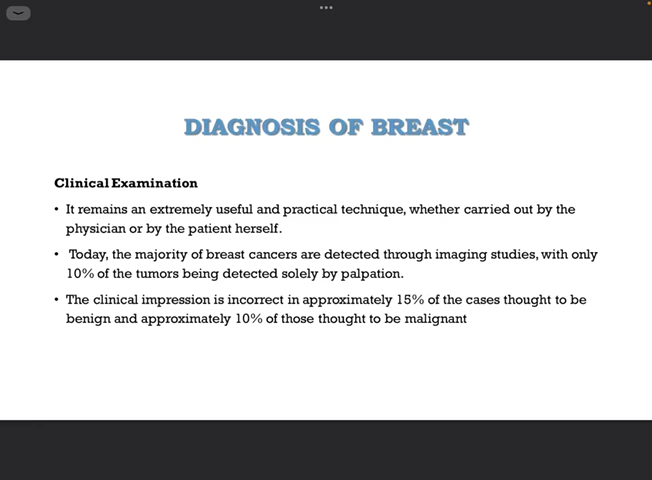 DIAGNOSIS OF BREAST
Clinical Examination
• It remains an extremely useful and practical technique, whether carried out by the
physician or by the patient herself.
• Today, the majority of breast cancers are detected through imaging studies, with only
10% of the tumors being detected solely by palpation.
• The clinical impression is incorrect in approximately 15% of the cases thought to be
benign and approximately 10% of those thought to be malignant